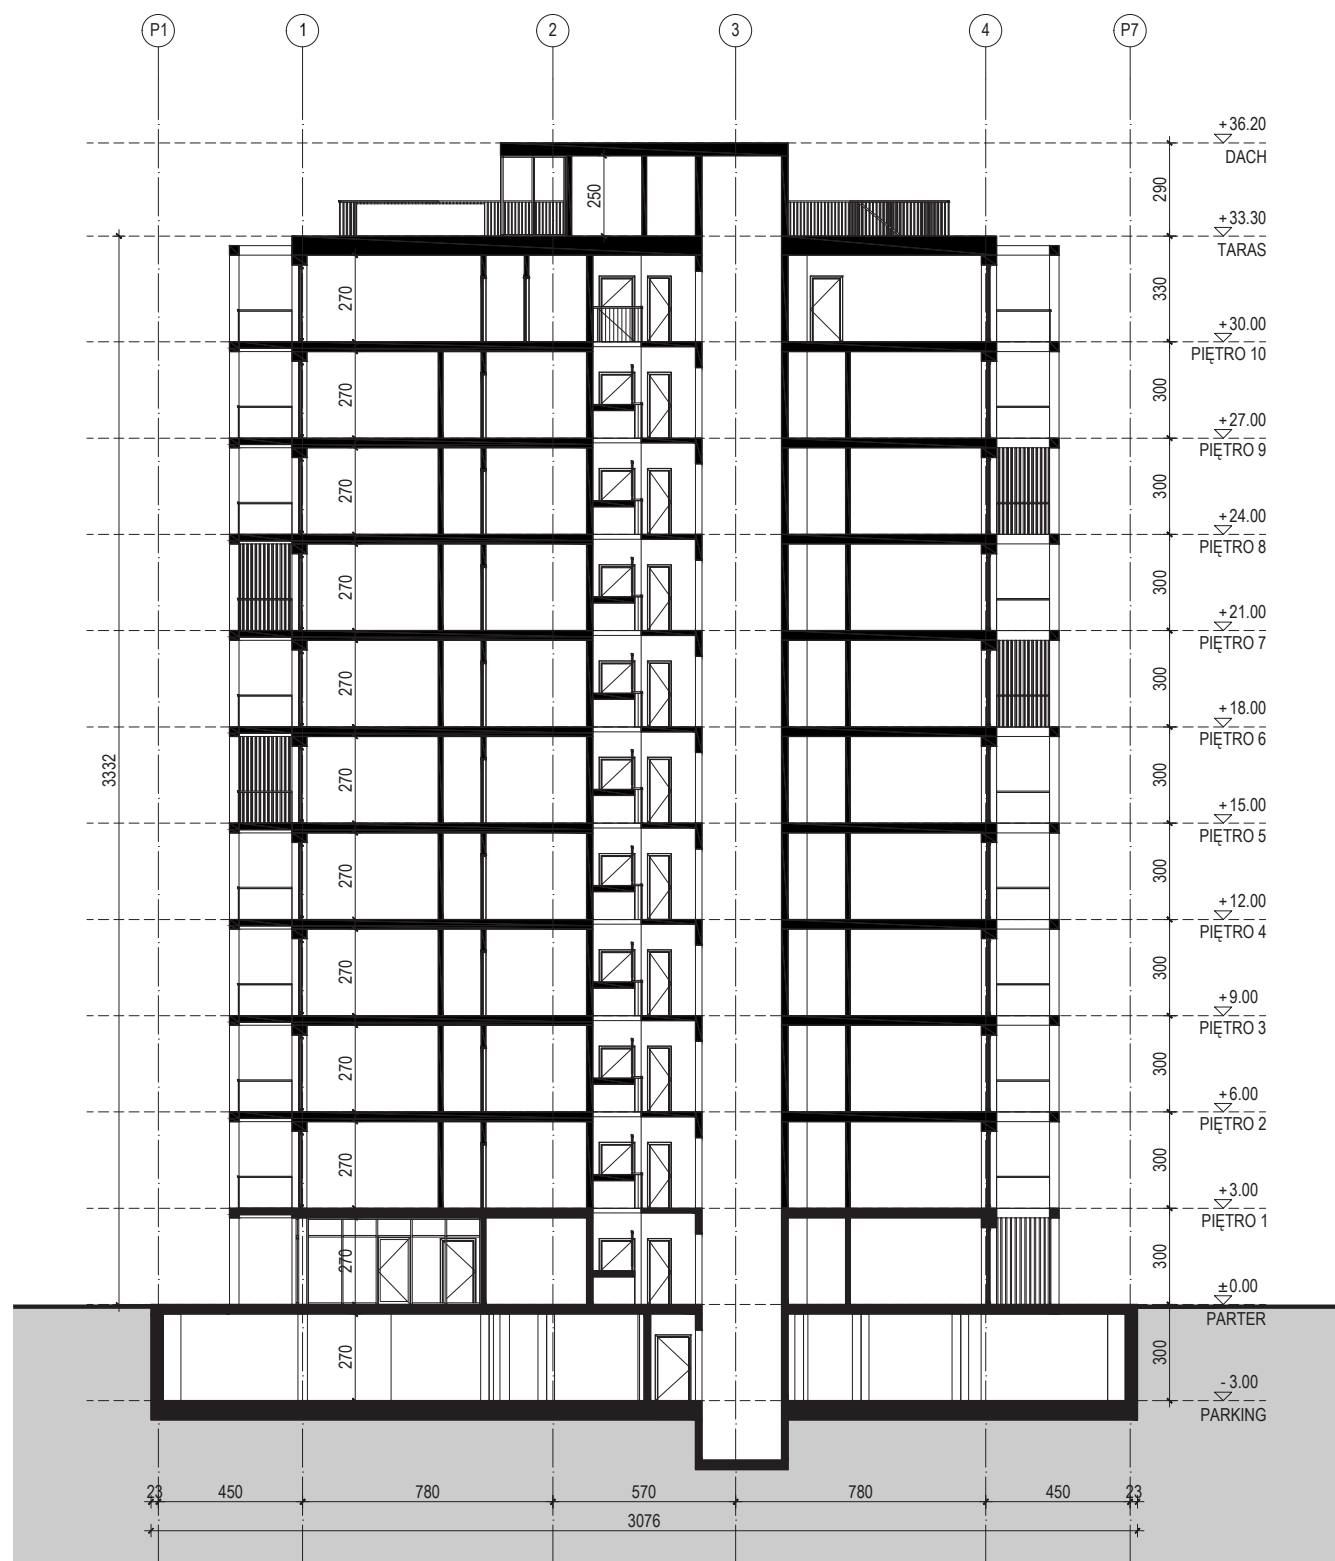 P1 1 2 3 4 P7
+36.20
DACH
290
250
+33.30
TARAS
270
330
+30.00
PIĘTRO 10
270
300
+27.00
PIĘTRO 9
270
300
+24.00
PIĘTRO 8
270
300
+21.00
PIĘTRO 7
270
300
+18.00
PIĘTRO 6
3332
270
300
+15.00
PIĘTRO 5
270
300
+12.00
PIĘTRO 4
270
300
+9.00
PIĘTRO 3
270
300
+6.00
PIĘTRO 2
270
300
+3.00
PIĘTRO 1
270
300
±0.00
PARTER
270
300
- 3.00
PARKING
23 450 780 570 780 450 23
3076